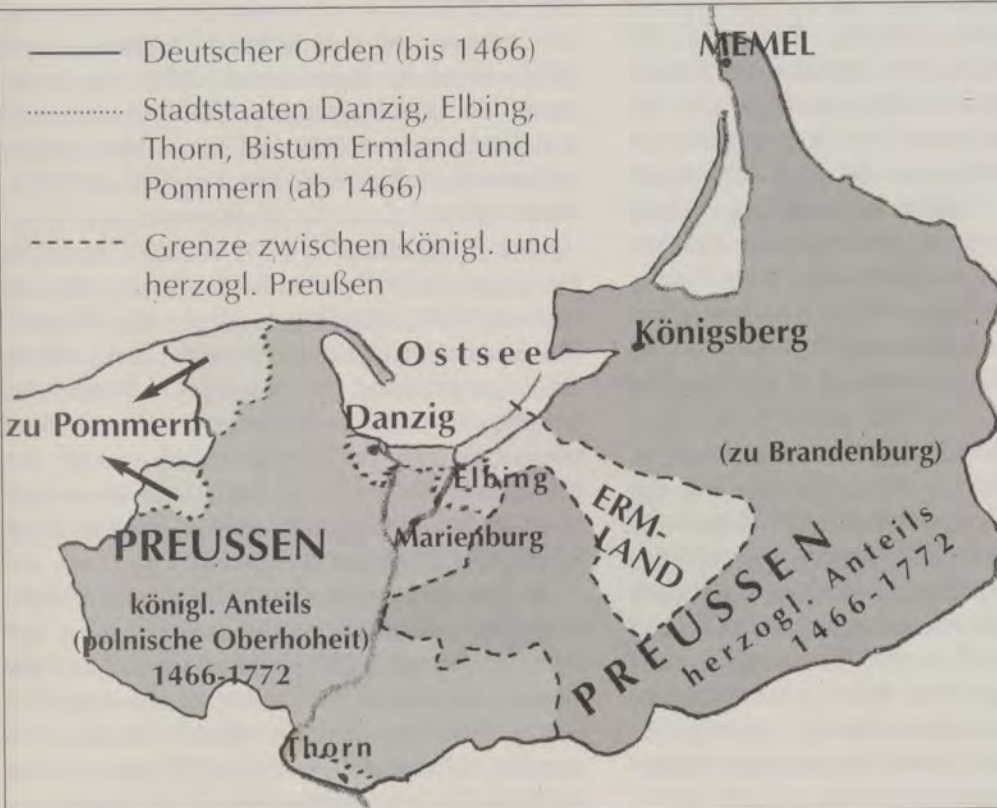 Deutscher Orden (bis 1466)
Stadtstaaten Danzig, Elbing,
Thorn, Bistum Ermland und
Pommern (ab 1466)
Grenze zwischen königl. und
herzogl. Preußen
MEMEL
Ostsee
Königsberg
zu Pommern
Danzig
(zu Brandenburg)
Elbing
ERM-
LAND
Marienburg
PREUSSEN
königl. Anteils
(polnische Oberhoheit)
1466-1772
PREUSSEN
herzogl. Anteils
1466-1772
Thorn